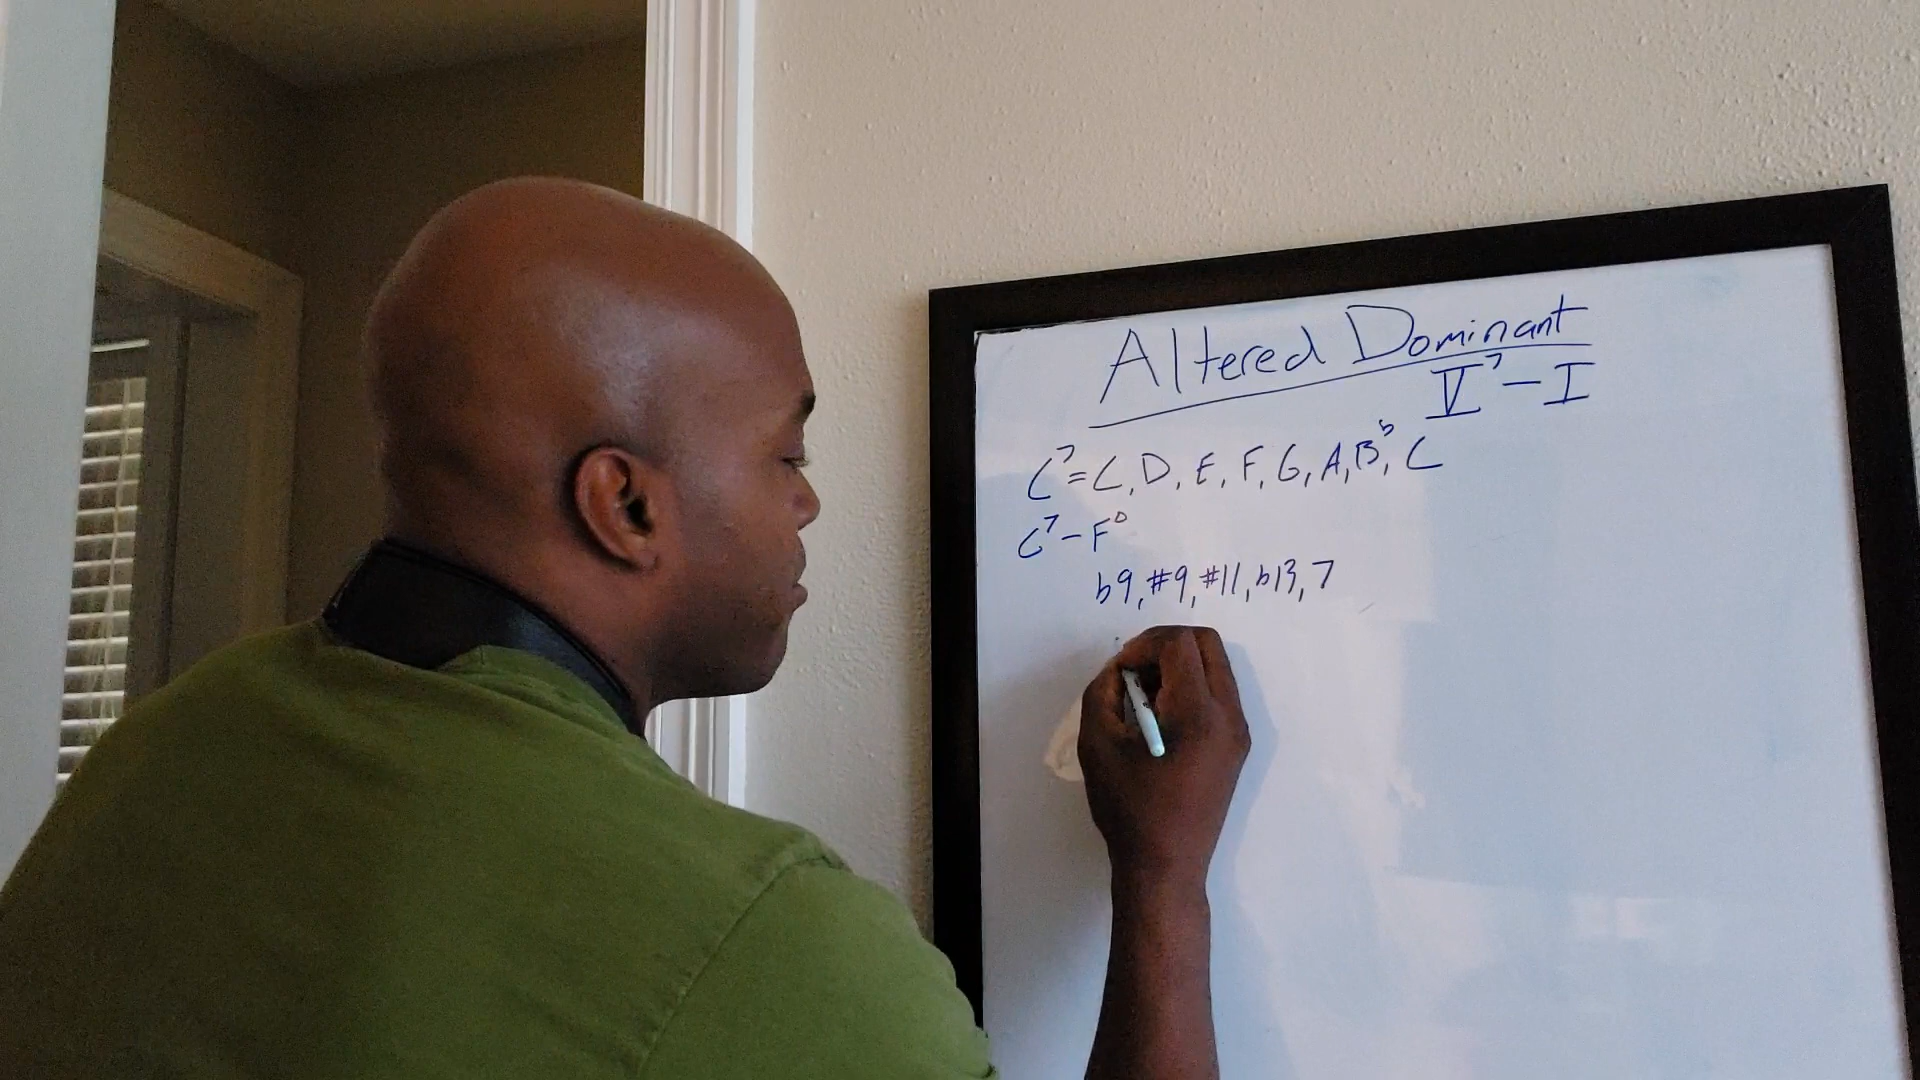 Altered Dominant
V⁷ - I
C⁷ = C, D, E, F, G, A, Bᵇ, C
C⁷ - F°
b9, #9, #11, b13, 7